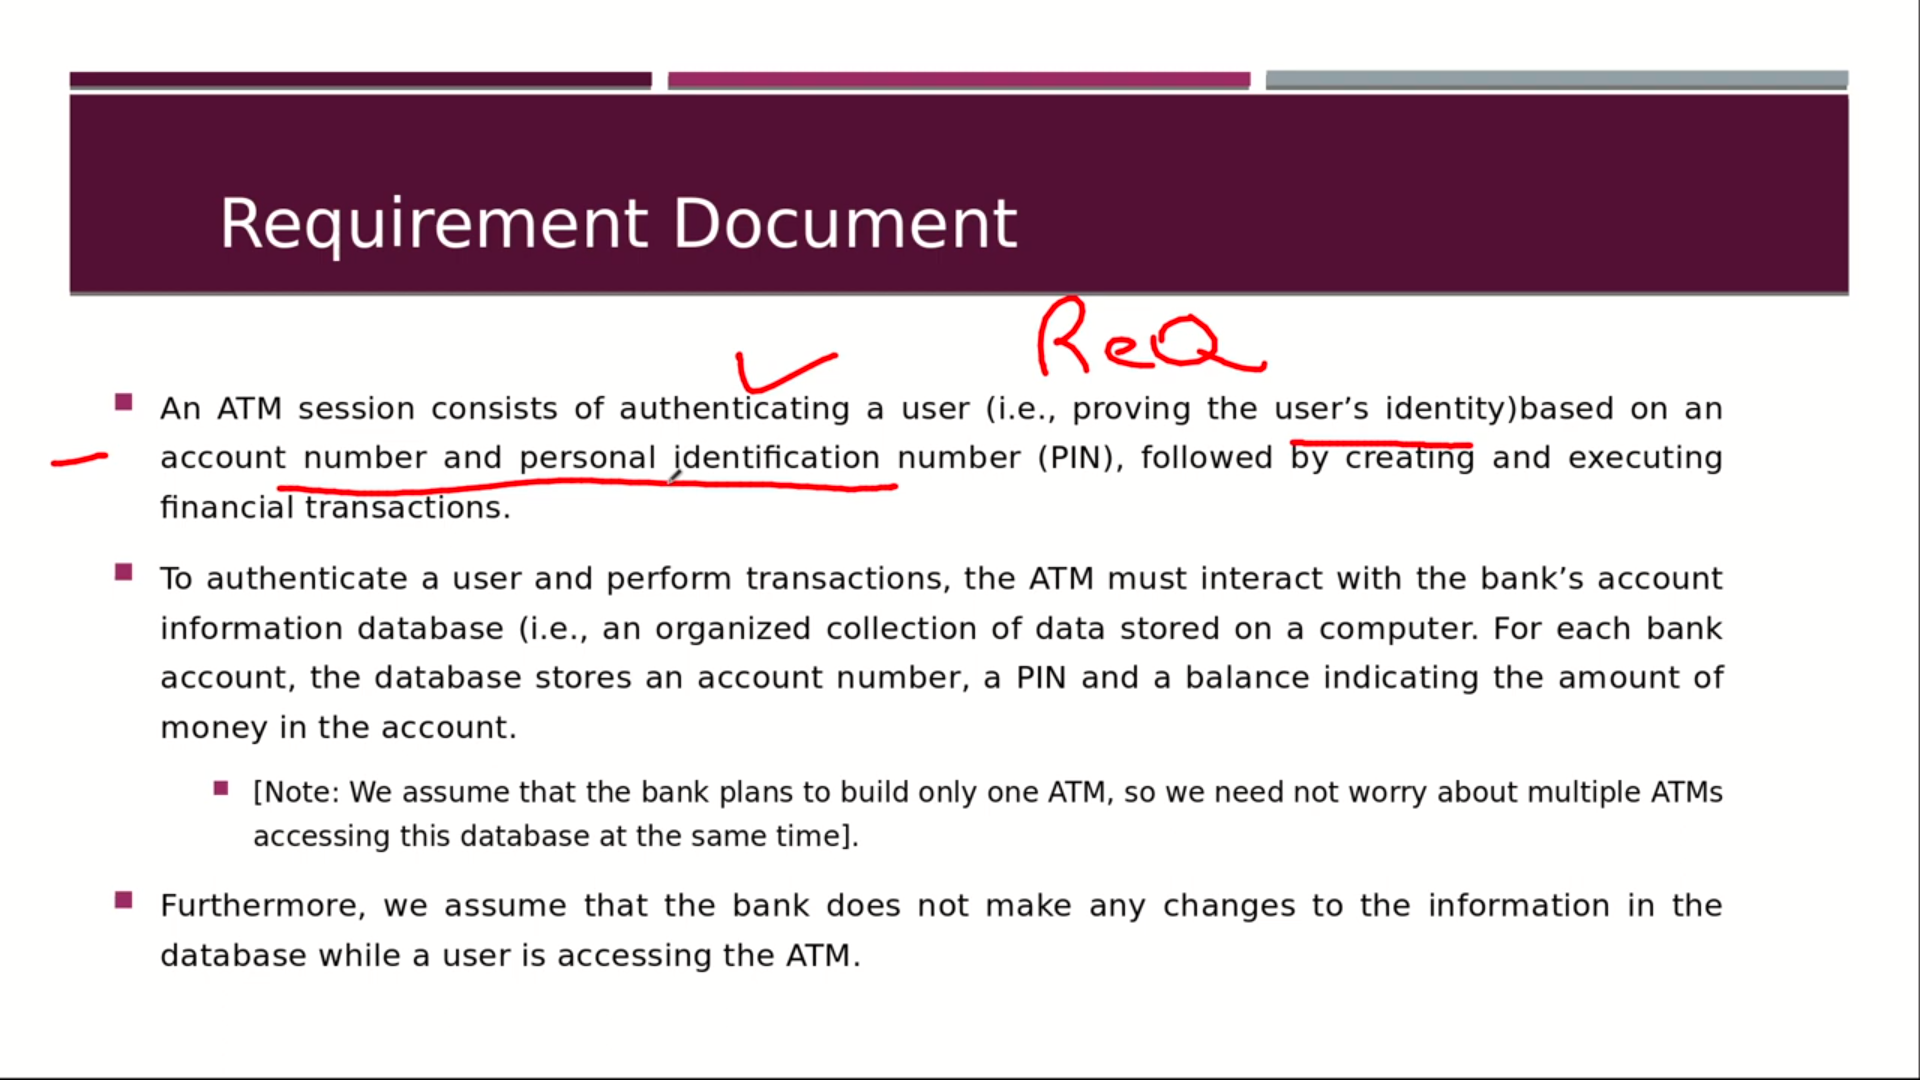 Requirement Document
ReQ
An ATM session consists of authenticating a user (i.e., proving the user’s identity)based on an
account number and personal identification number (PIN), followed by creating and executing
financial transactions.
To authenticate a user and perform transactions, the ATM must interact with the bank’s account
information database (i.e., an organized collection of data stored on a computer. For each bank
account, the database stores an account number, a PIN and a balance indicating the amount of
money in the account.
[Note: We assume that the bank plans to build only one ATM, so we need not worry about multiple ATMs
accessing this database at the same time].
Furthermore, we assume that the bank does not make any changes to the information in the
database while a user is accessing the ATM.